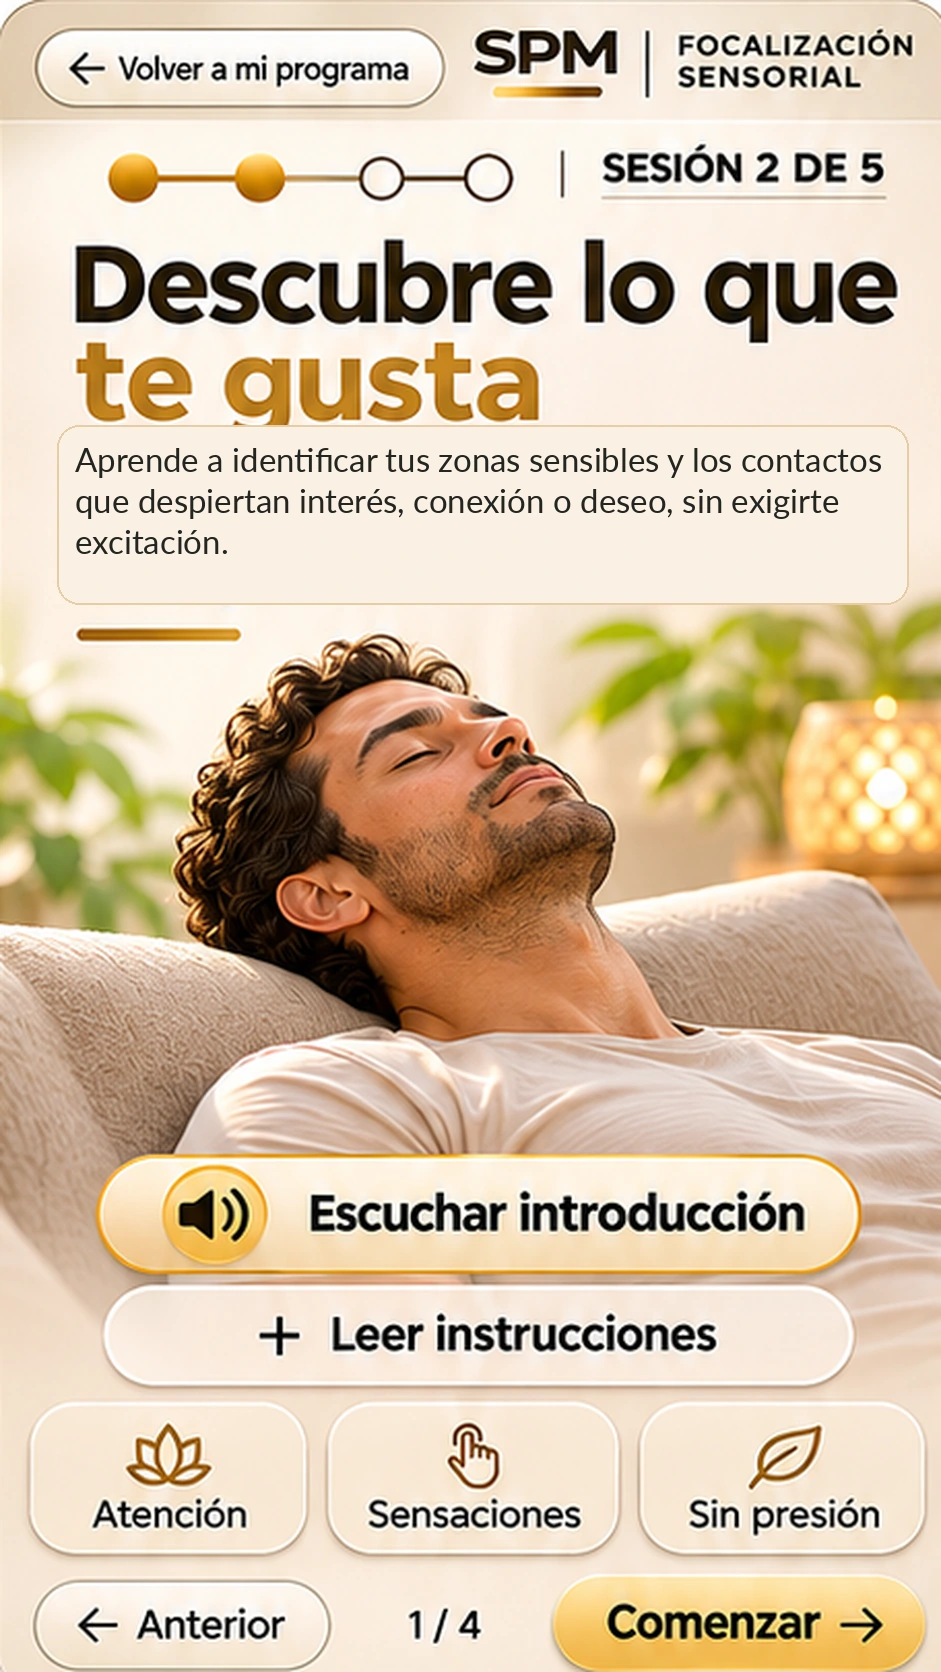 ← Volver a mi programa
SPM | FOCALIZACIÓN
SENSORIAL
SESIÓN 2 DE 5
Descubre lo que
te gusta
Aprende a identificar tus zonas sensibles y los contactos
que despiertan interés, conexión o deseo, sin exigirte
excitación.
Escuchar introducción
+ Leer instrucciones
Atención
Sensaciones
Sin presión
← Anterior
1 / 4
Comenzar →